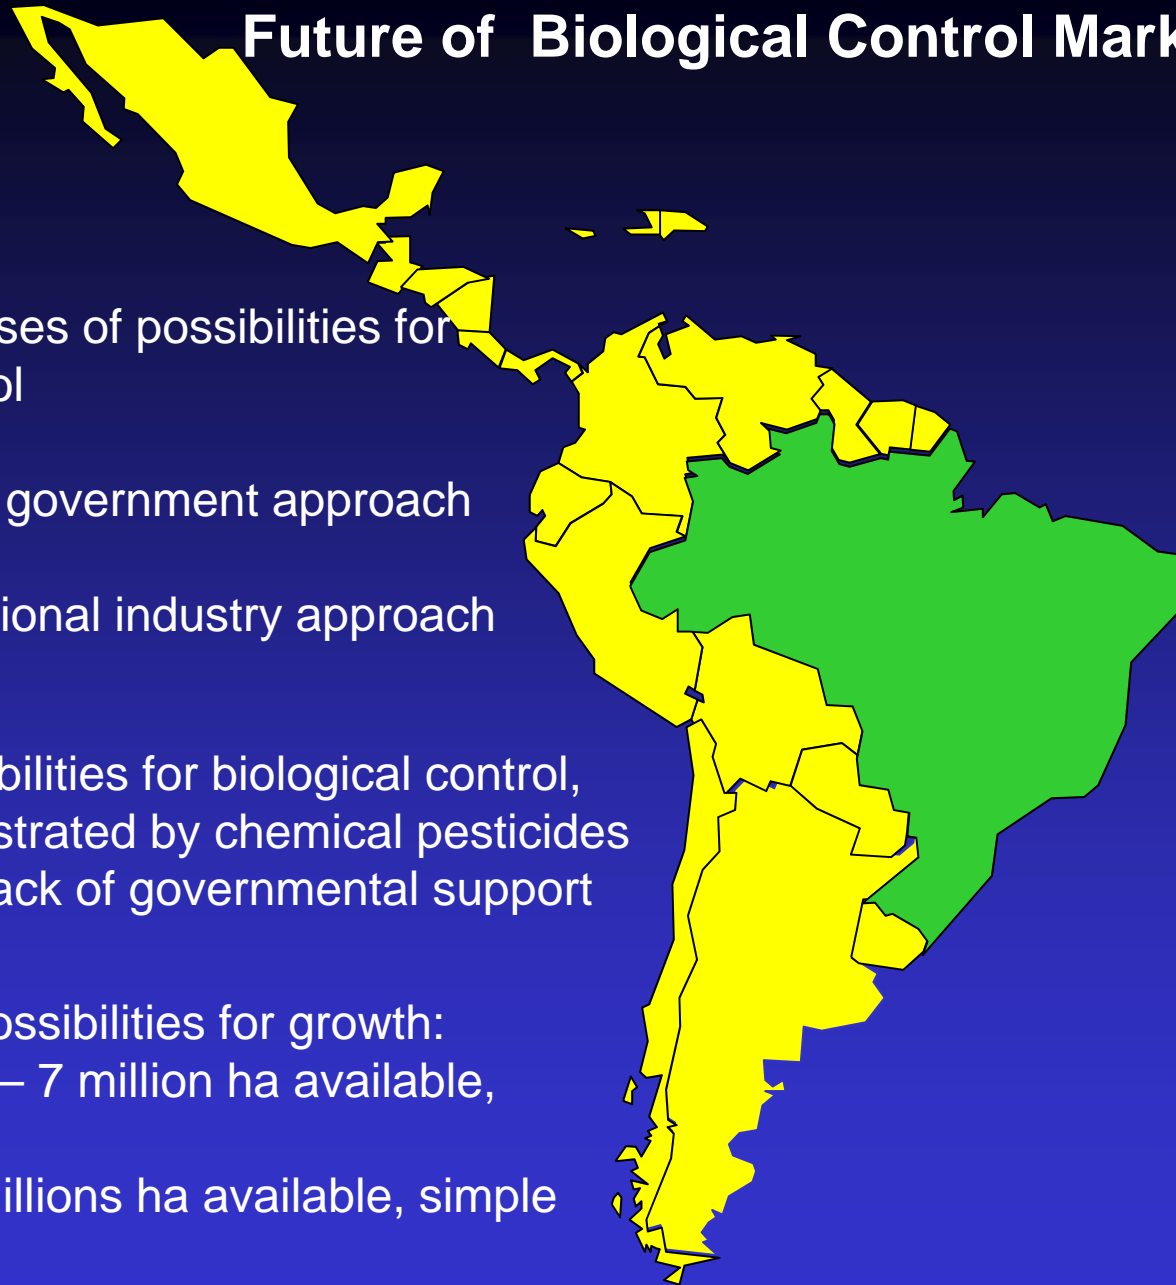 Future of Biological Control Mark
ses of possibilities for
ol
government approach
ional industry approach
bilities for biological control,
strated by chemical pesticides
ack of governmental support
ossibilities for growth:
– 7 million ha available,
illions ha available, simple